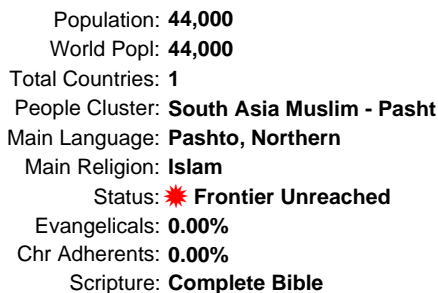 Population: 44,000
World Popl: 44,000
Total Countries: 1
People Cluster: South Asia Muslim - Pasht
Main Language: Pashto, Northern
Main Religion: Islam
Status: Frontier Unreached
Evangelicals: 0.00%
Chr Adherents: 0.00%
Scripture: Complete Bible